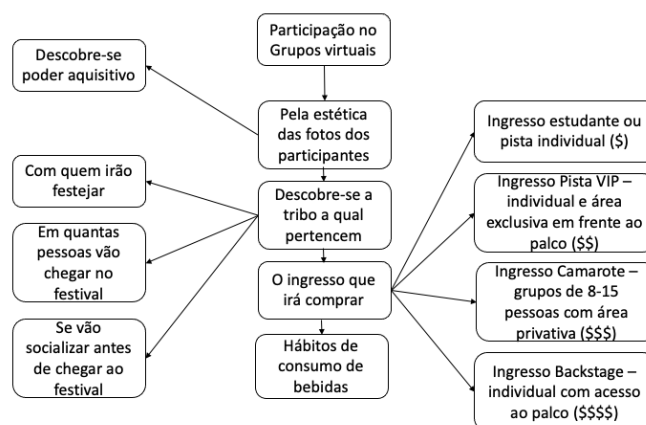 Participação no
Grupos virtuais
Descobre-se
poder aquisitivo
Pela estética
das fotos dos
participantes
Ingresso estudante ou
pista individual ($)
Com quem irão
festejar
Descobre-se a
tribo a qual
pertencem
Ingresso Pista VIP –
individual e área
exclusiva em frente ao
palco ($$)
Em quantas
pessoas vão
chegar no
festival
O ingresso que
irá comprar
Ingresso Camarote –
grupos de 8-15
pessoas com área
privativa ($$$)
Se vão
socializar antes
de chegar ao
festival
Hábitos de
consumo de
bebidas
Ingresso Backstage –
individual com acesso
ao palco ($$$$)